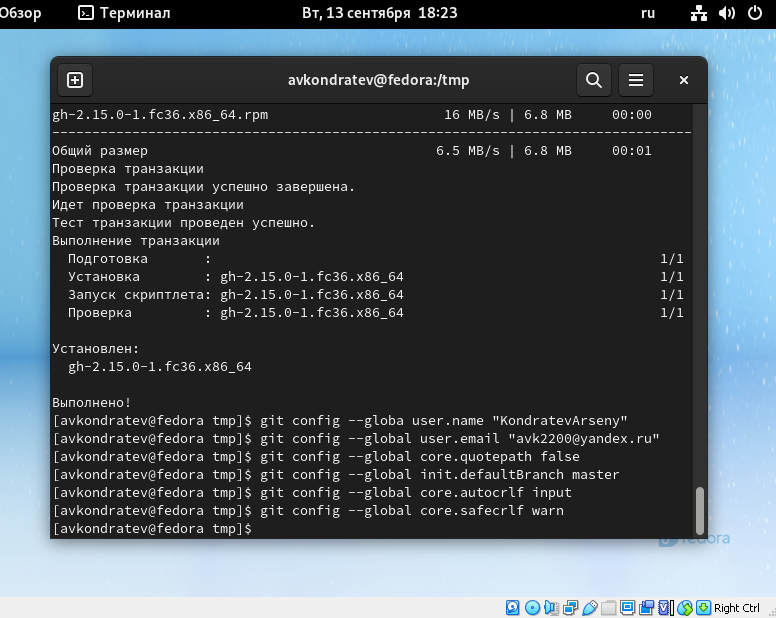 Обзор Терминал Вт, 13 сентября 18:23 ru
avkondratev@fedora:/tmp
gh-2.15.0-1.fc36.x86_64.rpm 16 MB/s | 6.8 MB 00:00
--------------------------------------------------------------------------------
Общий размер 6.5 MB/s | 6.8 MB 00:01
Проверка транзакции
Проверка транзакции успешно завершена.
Идет проверка транзакции
Тест транзакции проведен успешно.
Выполнение транзакции
Подготовка : 1/1
Установка : gh-2.15.0-1.fc36.x86_64 1/1
Запуск скриптлета: gh-2.15.0-1.fc36.x86_64 1/1
Проверка : gh-2.15.0-1.fc36.x86_64 1/1
Установлен:
gh-2.15.0-1.fc36.x86_64
Выполнено!
[avkondratev@fedora tmp]$ git config --globa user.name "KondratevArseny"
[avkondratev@fedora tmp]$ git config --global user.email "avk2200@yandex.ru"
[avkondratev@fedora tmp]$ git config --global core.quotepath false
[avkondratev@fedora tmp]$ git config --global init.defaultBranch master
[avkondratev@fedora tmp]$ git config --global core.autocrlf input
[avkondratev@fedora tmp]$ git config --global core.safecrlf warn
[avkondratev@fedora tmp]$
fedora
Right Ctrl